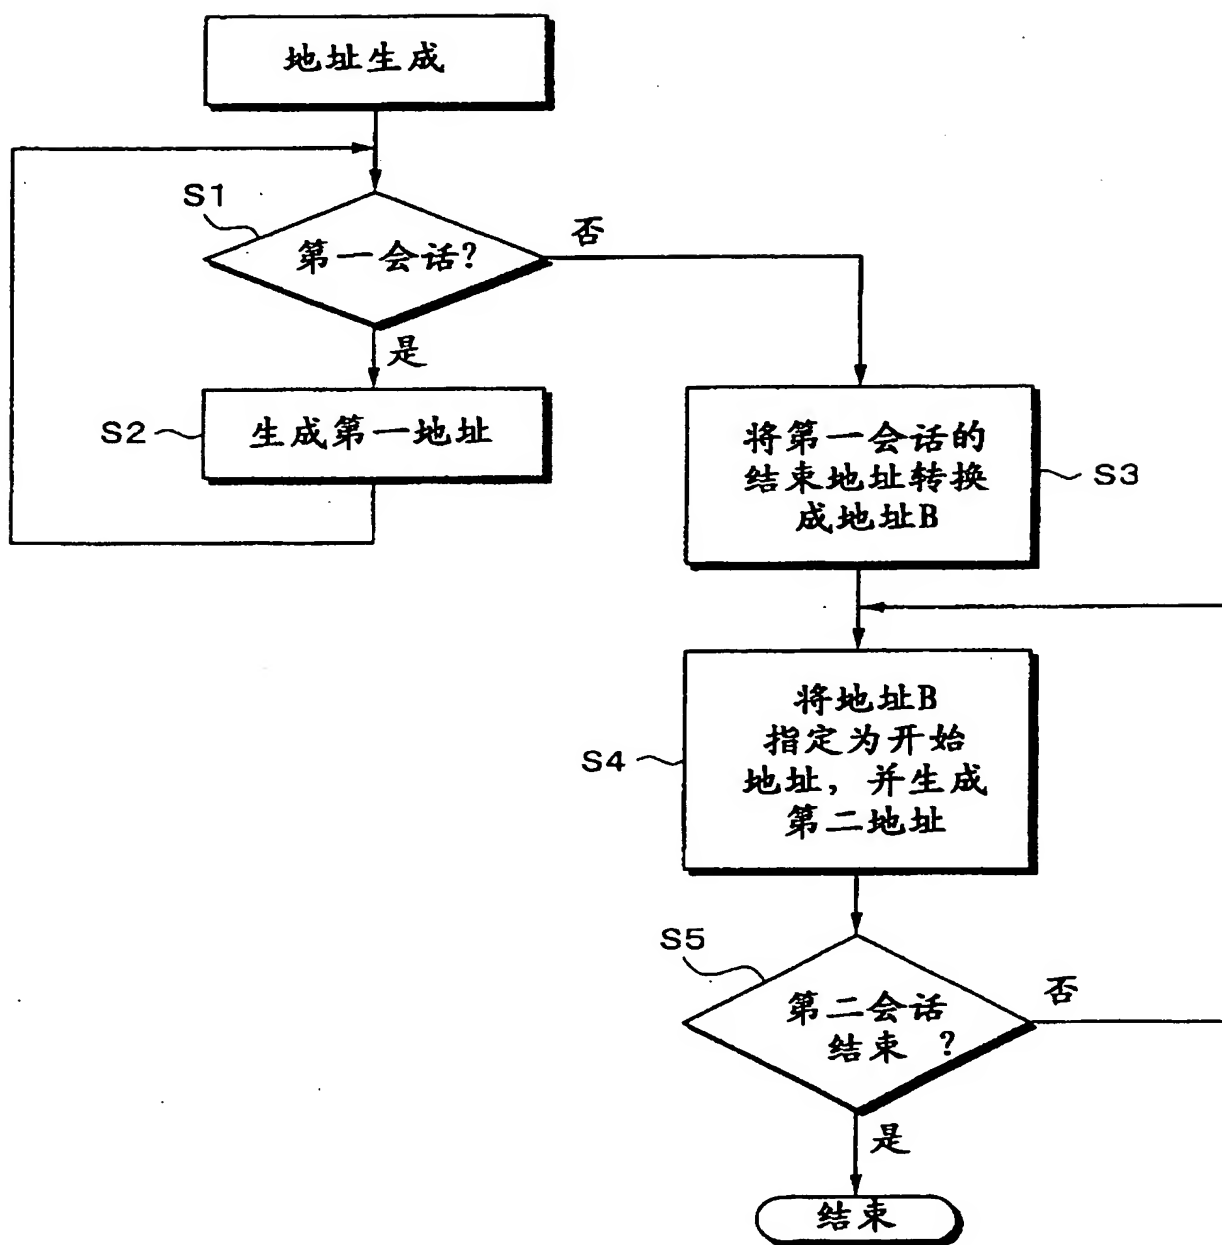 地址生成
S1
第一会话?
否
是
S2
生成第一地址
将第一会话的
结束地址转换
成地址B
S3
将地址B
指定为开始
地址，并生成
第二地址
S4
S5
第二会话
结束 ?
否
是
结束